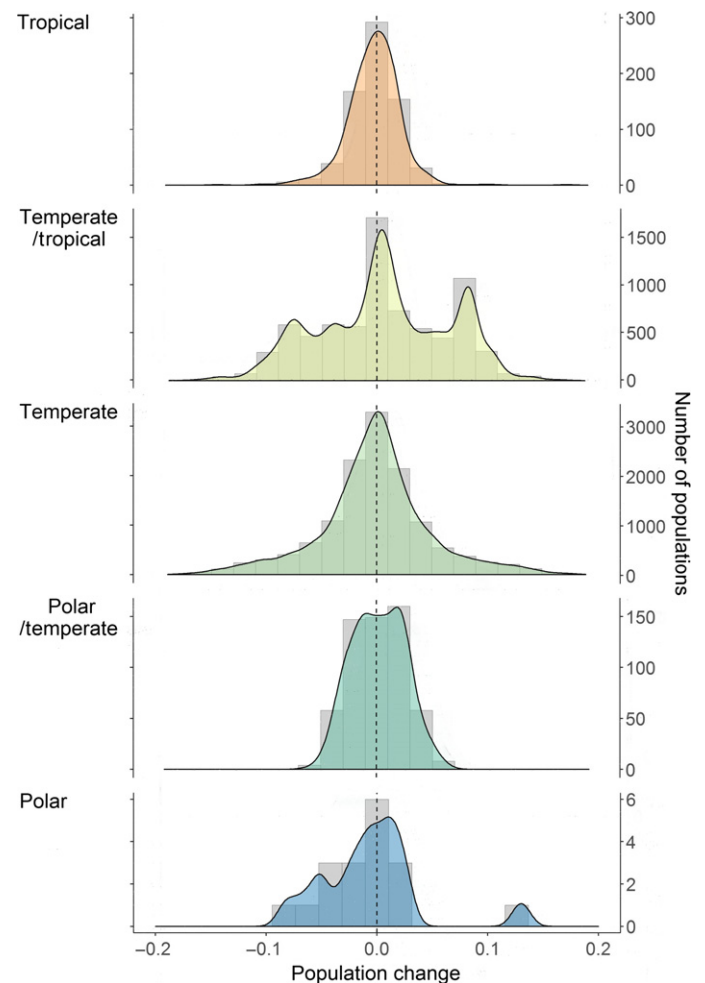 Tropical
300
200
100
0
Temperate
/tropical
1500
1000
500
0
Temperate
3000
2000
1000
0
Number of populations
Polar
/temperate
150
100
50
0
Polar
6
4
2
0
−0.2 −0.1 0.0 0.1 0.2
Population change